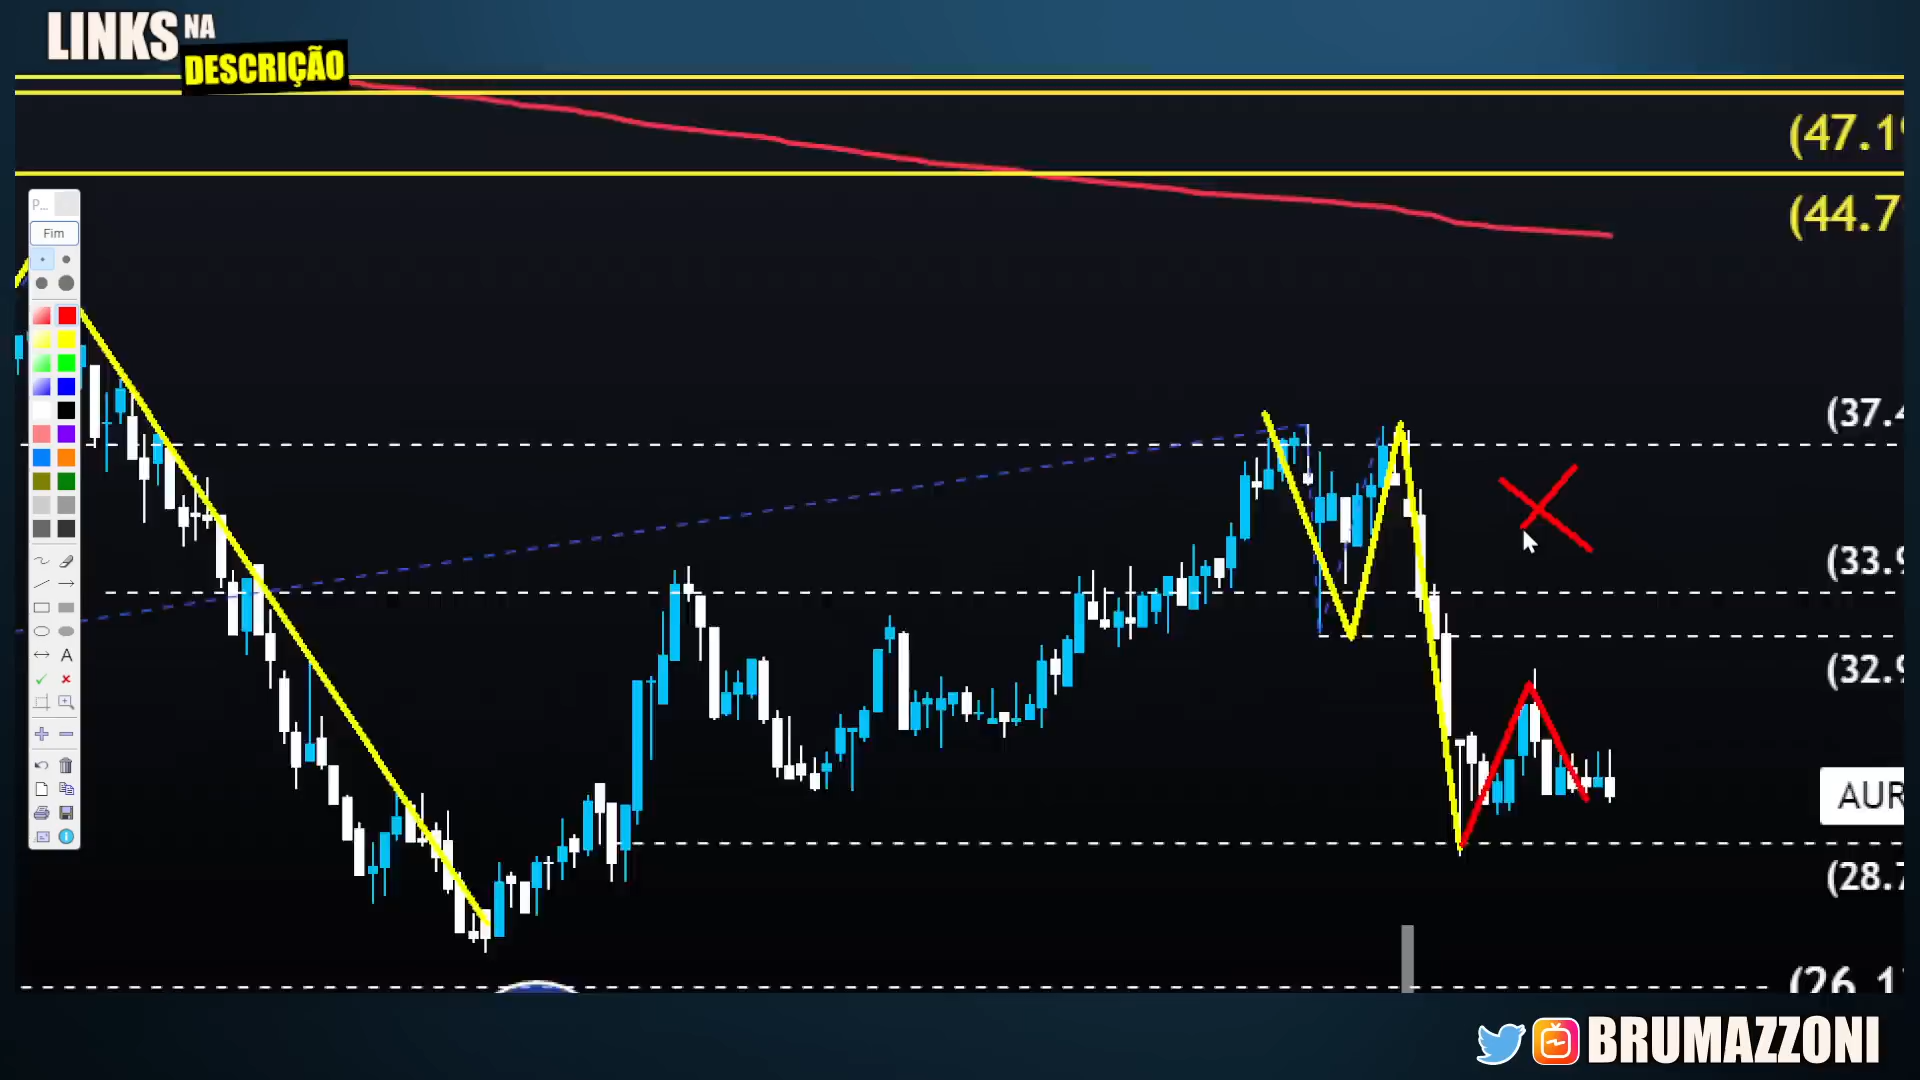 LINKS NA
DESCRIÇÃO
(47.1
(44.7
P...
Fim
(37.4
(33.9
A
(32.9
AUR
(28.7
(26.1
BRUMAZZONI